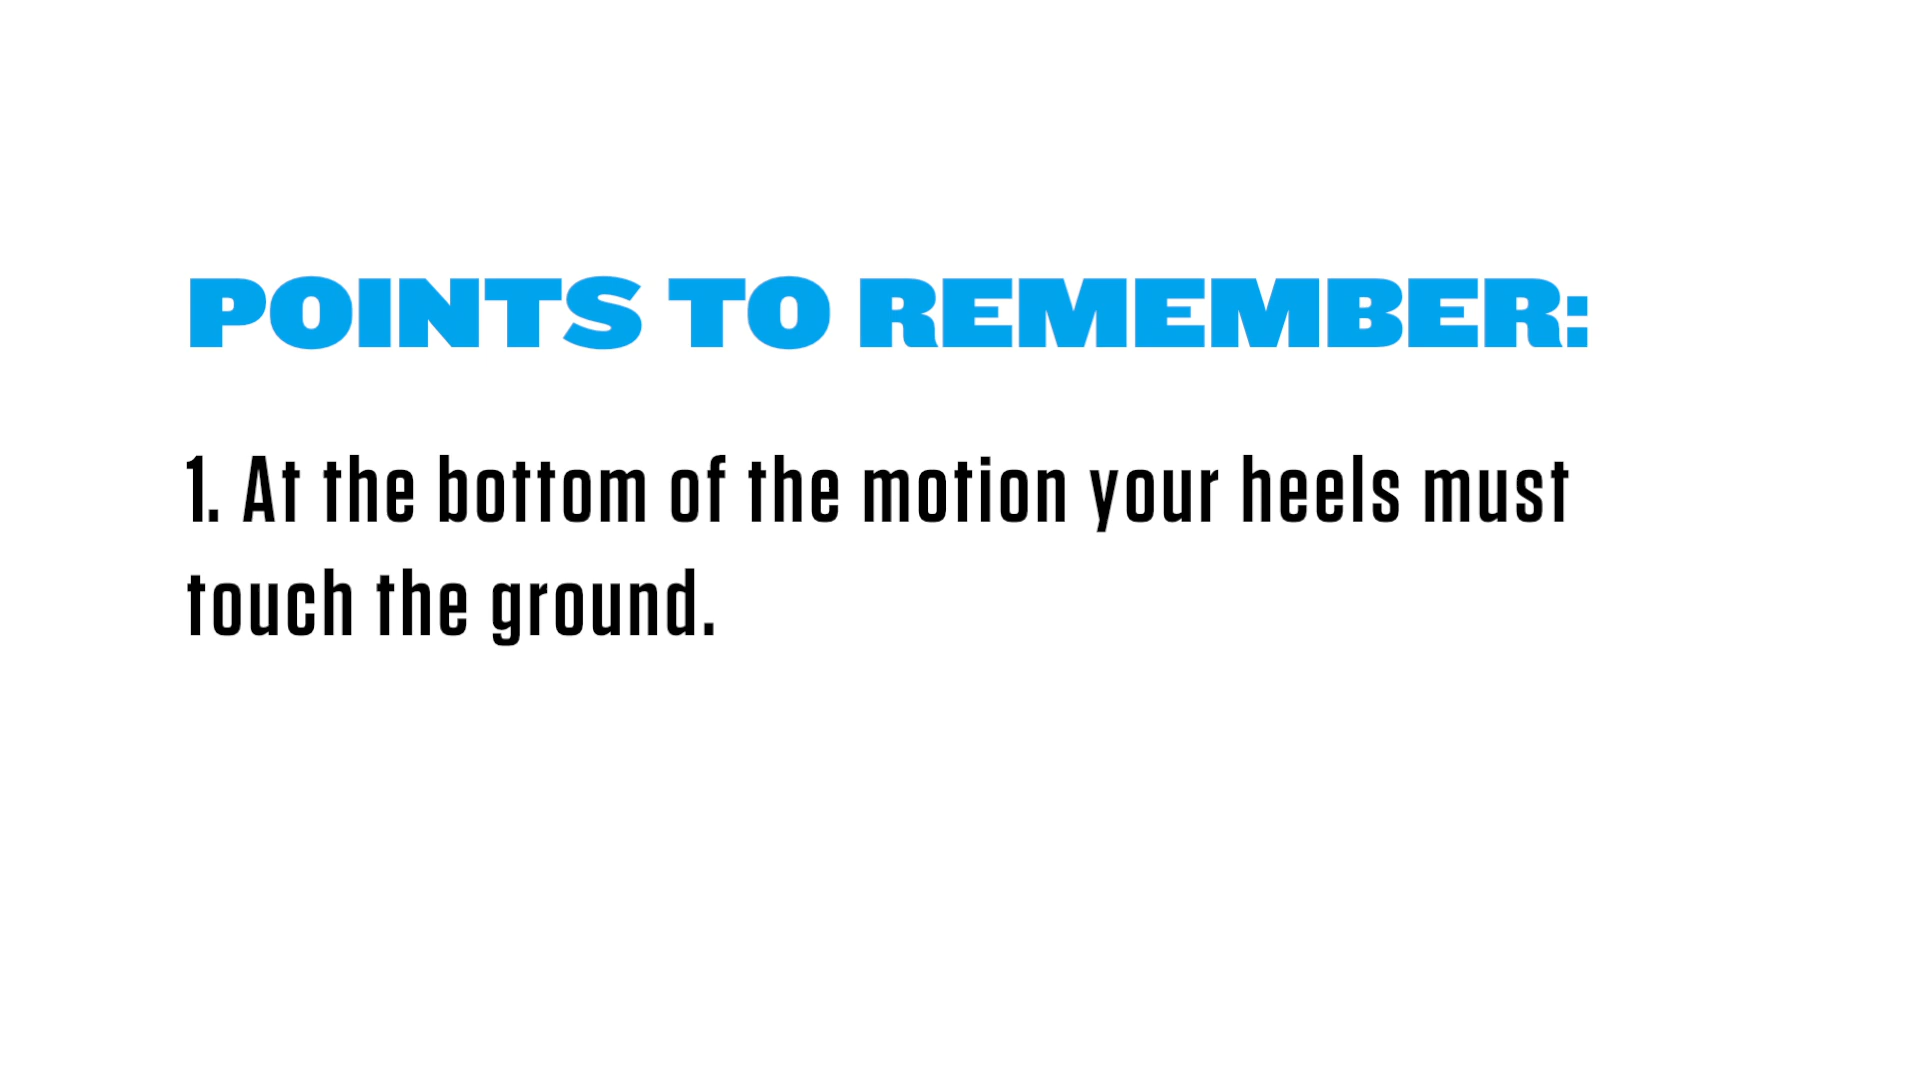 POINTS TO REMEMBER:
1. At the bottom of the motion your heels must
touch the ground.